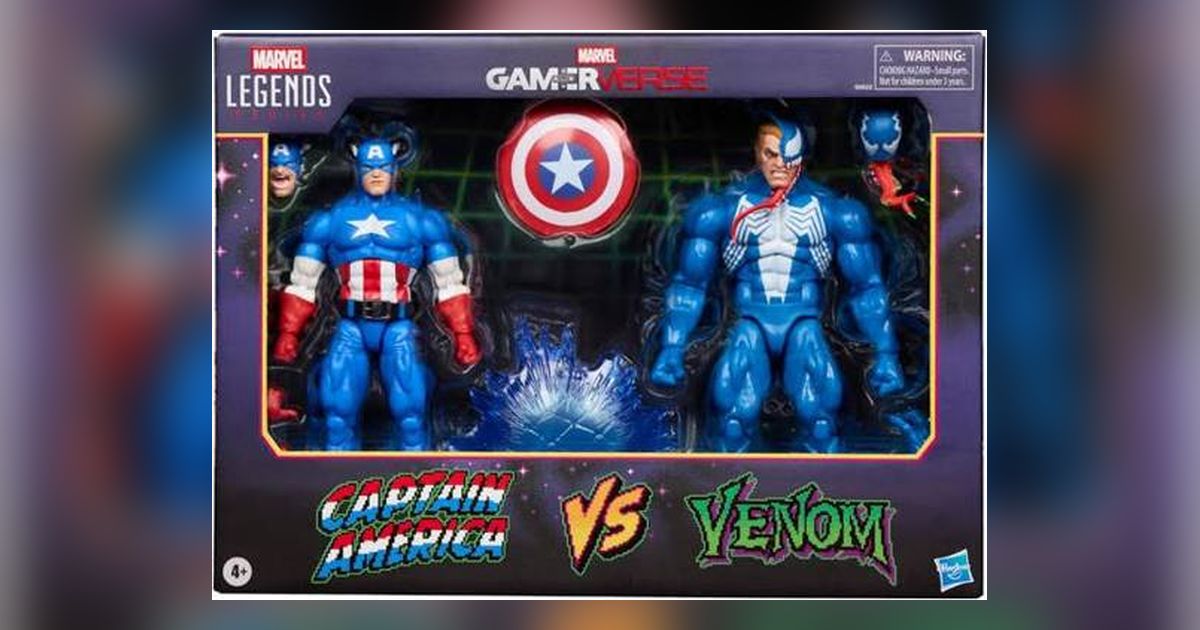 MARVEL
LEGENDS
SERIES
MARVEL
GAMERVERSE
WARNING:
CHOKING HAZARD–Small parts.
Not for children under 3 years.
A
A
CAPTAIN
AMERICA
VS
VENOM
4+
Hasbro